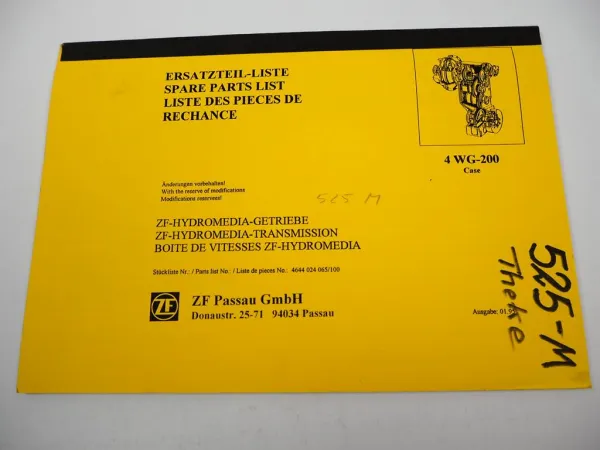 ERSATZTEIL-LISTE
SPARE PARTS LIST
LISTE DES PIECES DE
RECHANCE
4 WG-200
Case
Änderungen vorbehalten!
With the reserve of modifications
Modifications reservees!
525 M
ZF-HYDROMEDIA-GETRIEBE
ZF-HYDROMEDIA-TRANSMISSION
BOITE DE VITESSES ZF-HYDROMEDIA
Stückliste Nr.: / Parts list No.: / Liste de pieces No.: 4644 024 065/100
ZF
ZF Passau GmbH
Donaustr. 25-71 94034 Passau
Ausgabe: 01.9
525-M
Theke